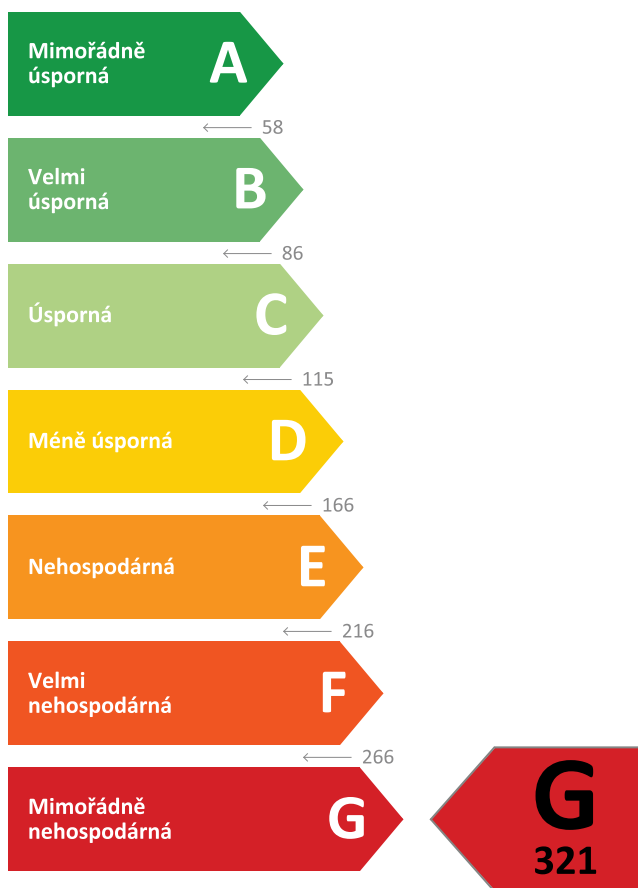 Mimořádně
úsporná
A
58
Velmi
úsporná
B
86
Úsporná
C
115
Méně úsporná
D
166
Nehospodárná
E
216
Velmi
nehospodárná
F
266
Mimořádně
nehospodárná
G
G
321